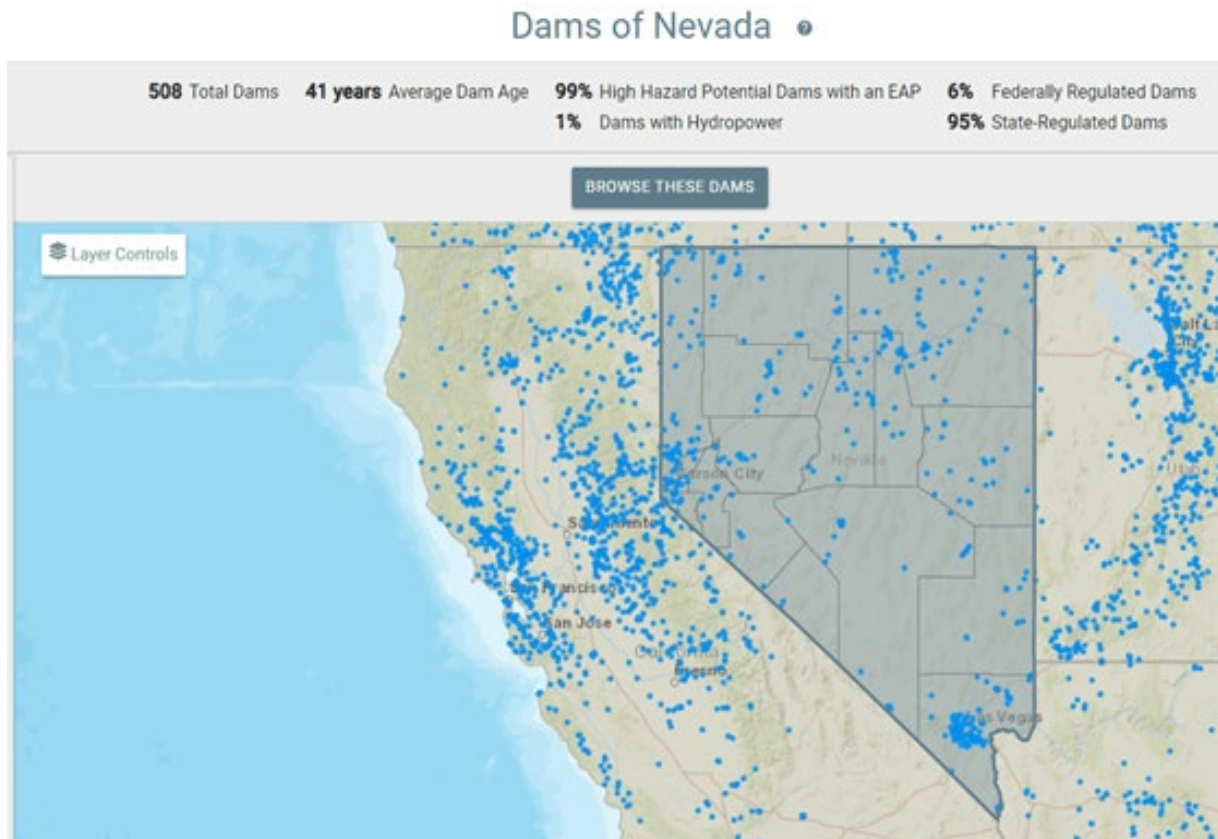 Dams of Nevada ?
508 Total Dams 41 years Average Dam Age 99% High Hazard Potential Dams with an EAP 6% Federally Regulated Dams
1% Dams with Hydropower 95% State-Regulated Dams
BROWSE THESE DAMS
Layer Controls
Carson City
Nevada
Utah
Sacramento
San Francisco
San Jose
California
Fresno
Las Vegas